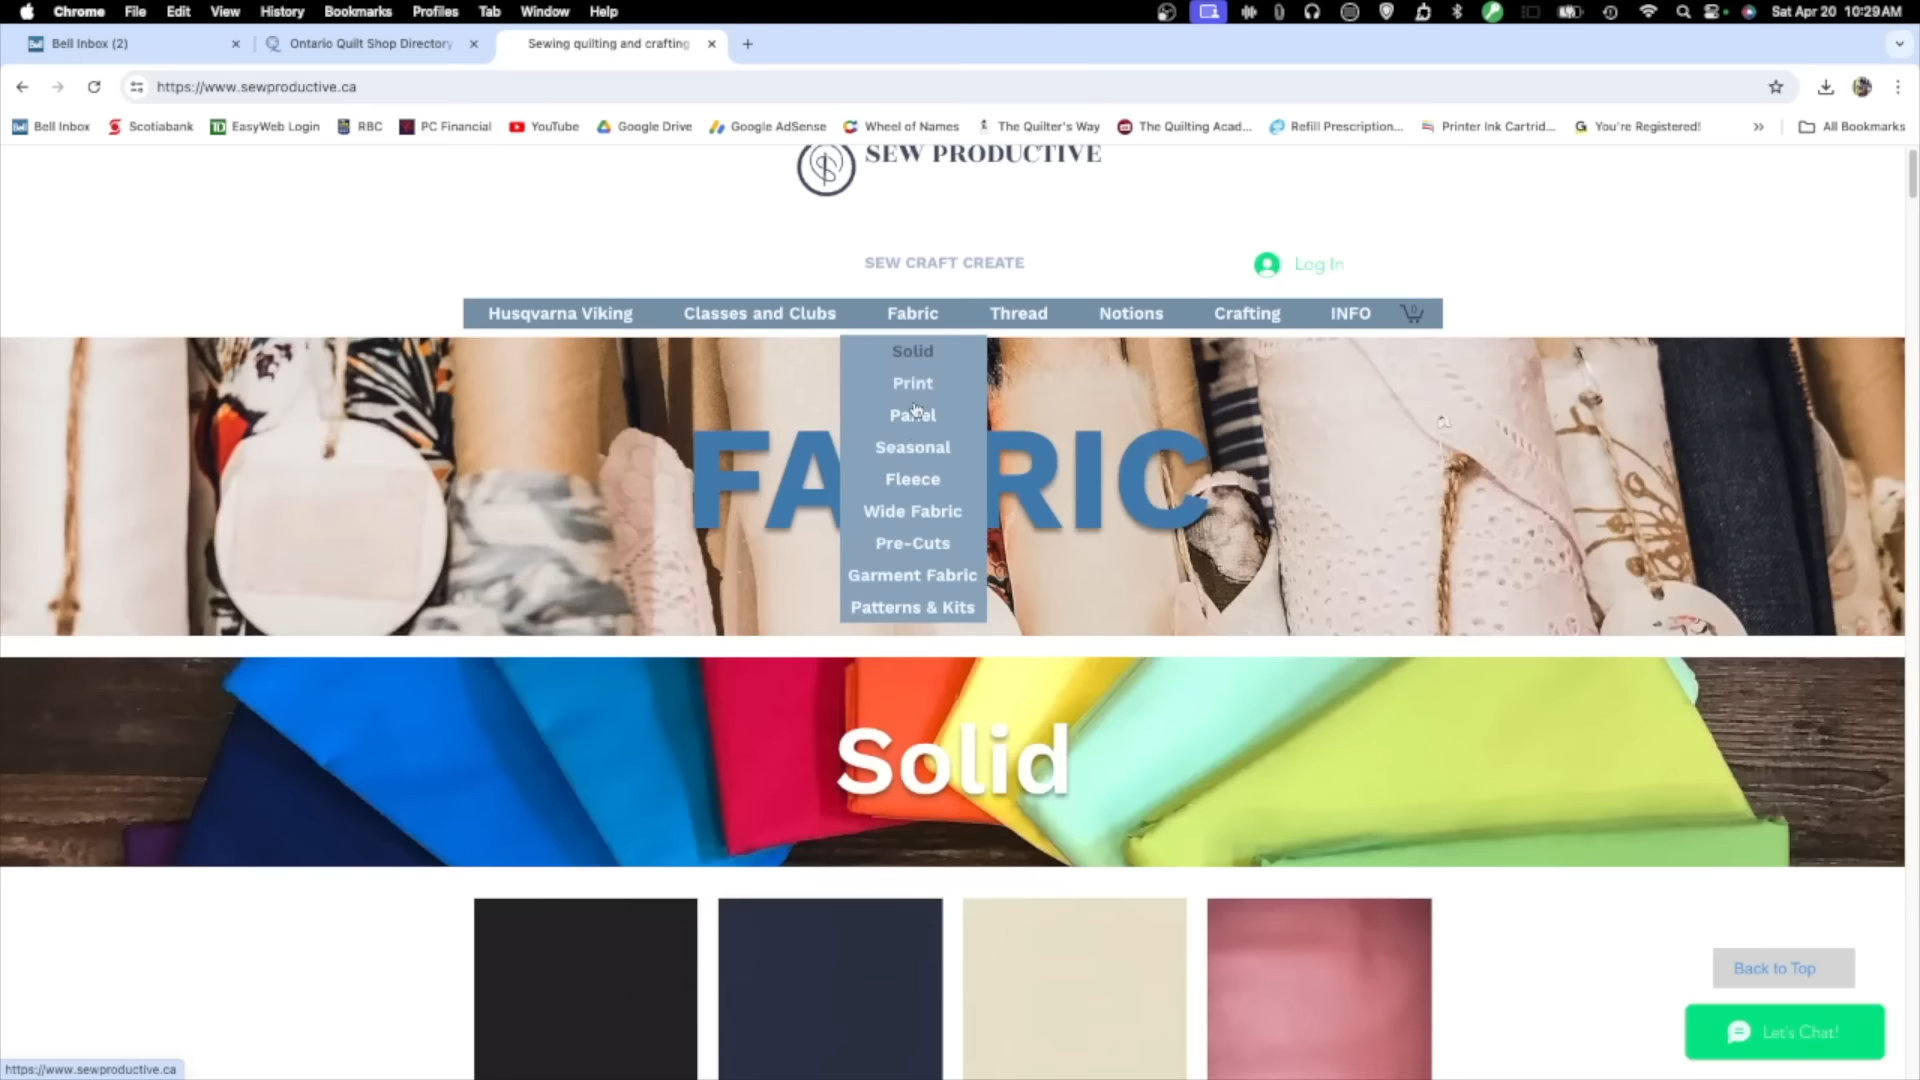 Chrome File Edit View History Bookmarks Profiles Tab Window Help Sat Apr 20 10:29 AM
Bell Inbox (2) Ontario Quilt Shop Directory Sewing quilting and crafting
https://www.sewproductive.ca
Bell Inbox Scotiabank EasyWeb Login RBC PC Financial YouTube Google Drive Google AdSense Wheel of Names The Quilter's Way The Quilting Acad... Refill Prescription... Printer Ink Cartrid... You're Registered! » All Bookmarks
SEW PRODUCTIVE
SEW CRAFT CREATE Log In
Husqvarna Viking Classes and Clubs Fabric Thread Notions Crafting INFO 0
Solid
Print
Panel
Seasonal
Fleece
Wide Fabric
Pre-Cuts
Garment Fabric
Patterns & Kits
FABRIC
Solid
Back to Top
Let's Chat!
https://www.sewproductive.ca